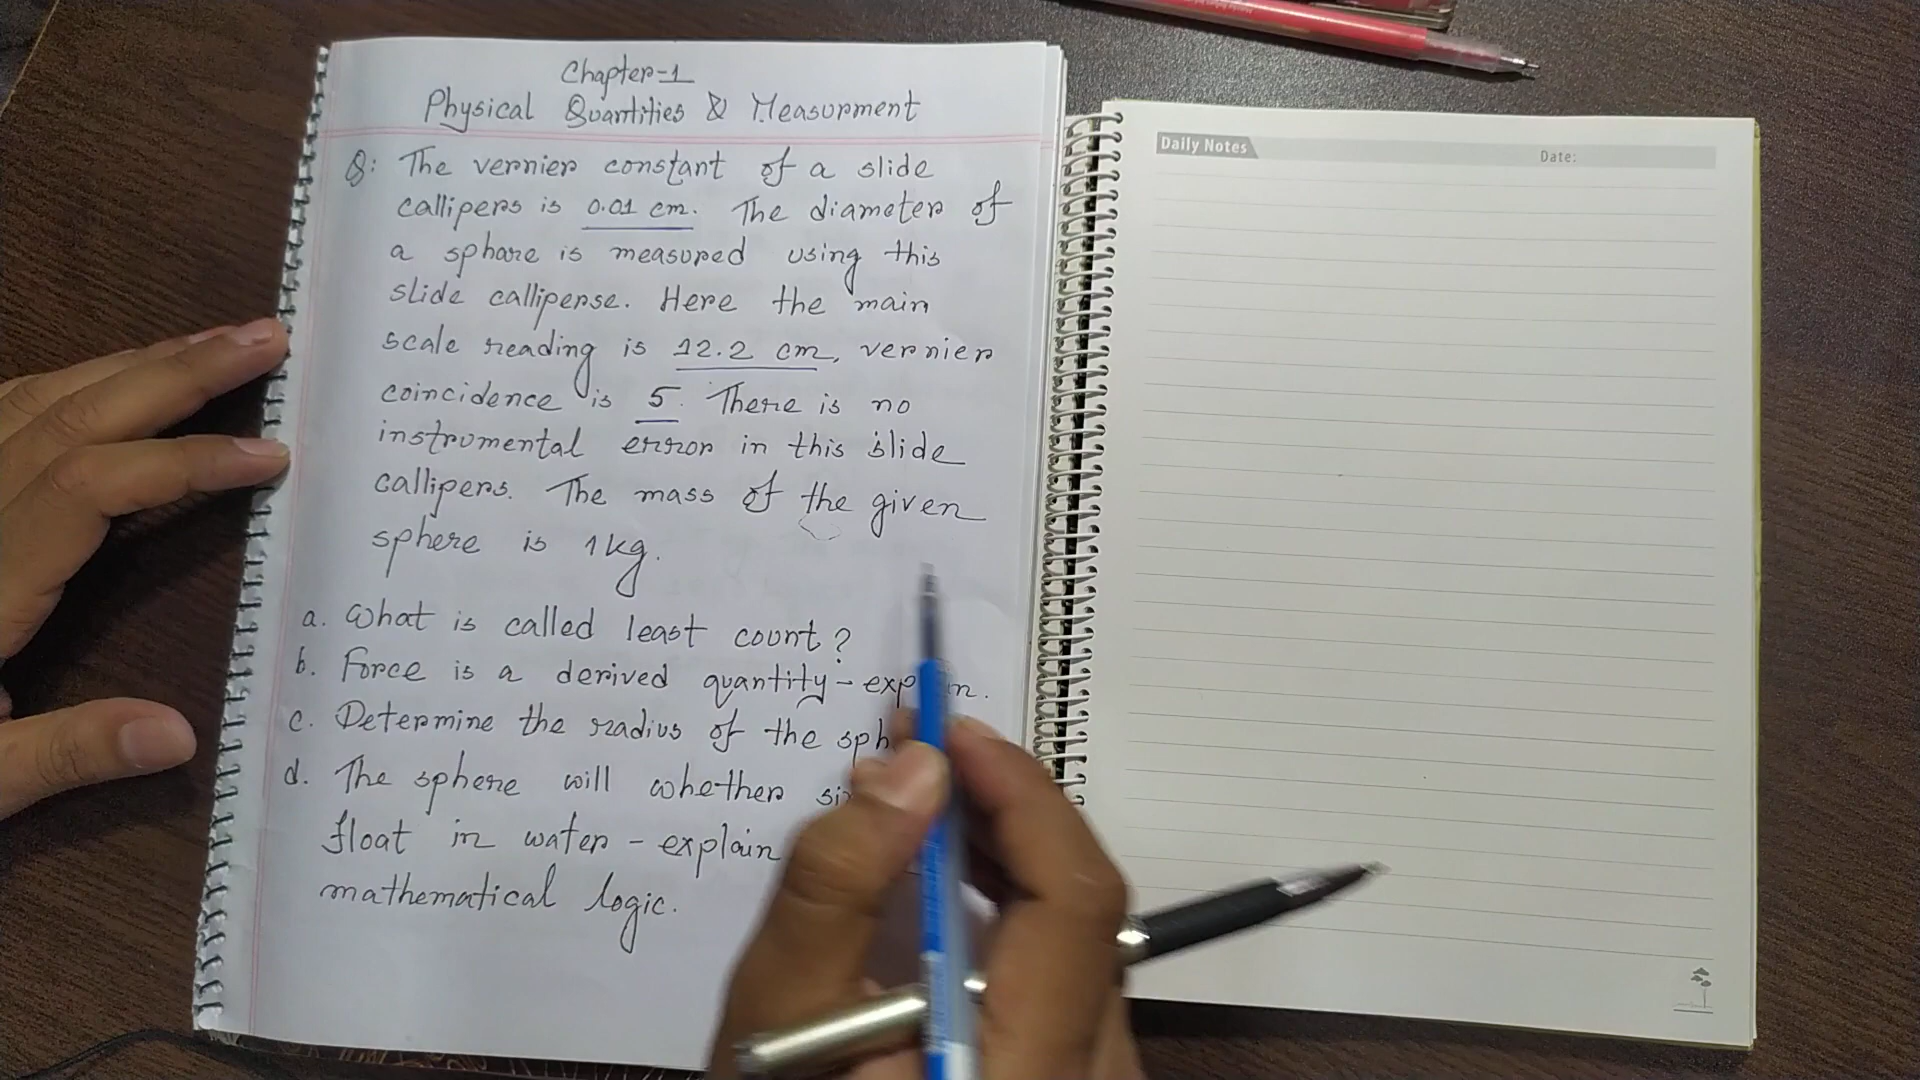 Chapter-1
Physical Quantities & Measurment
Q: The vernier constant of a slide
callipers is 0.01 cm. The diameter of
a sphare is measured using this
slide calliperse. Here the main
scale reading is 12.2 cm, vernier
coincidence is 5. There is no
instrumental error in this slide
callipers. The mass of the given
sphere is 1kg.
a. What is called least count?
b. Force is a derived quantity - explain.
c. Determine the radius of the
d. The sphere will whether
float in water - explain
mathematical logic.
Daily Notes
Date: